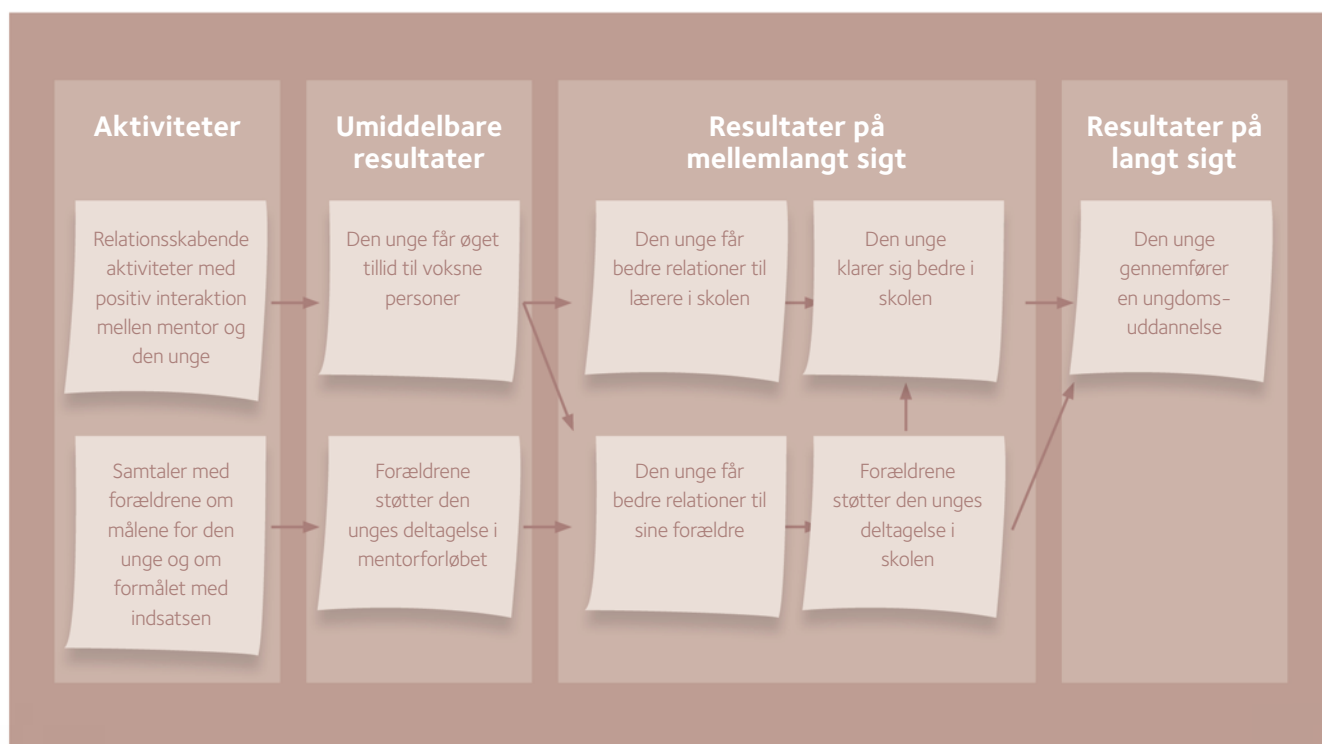 Aktiviteter
Relationsskabende
aktiviteter med
positiv interaktion
mellen mentor og
den unge
Samtaler med
forældrene om
målene for den
unge og om
formålet med
indsatsen
Umiddelbare
resultater
Den unge får øget
tillid til voksne
personer
Forældrene
støtter den
unges deltagelse i
mentorforløbet
Resultater på
mellemlangt sigt
Den unge får
bedre relationer til
lærere i skolen
Den unge
klarer sig bedre i
skolen
Den unge får
bedre relationer til
sine forældre
Forældrene
støtter den unges
deltagelse i
skolen
Resultater på
langt sigt
Den unge
gennemfører
en ungdoms-
uddannelse